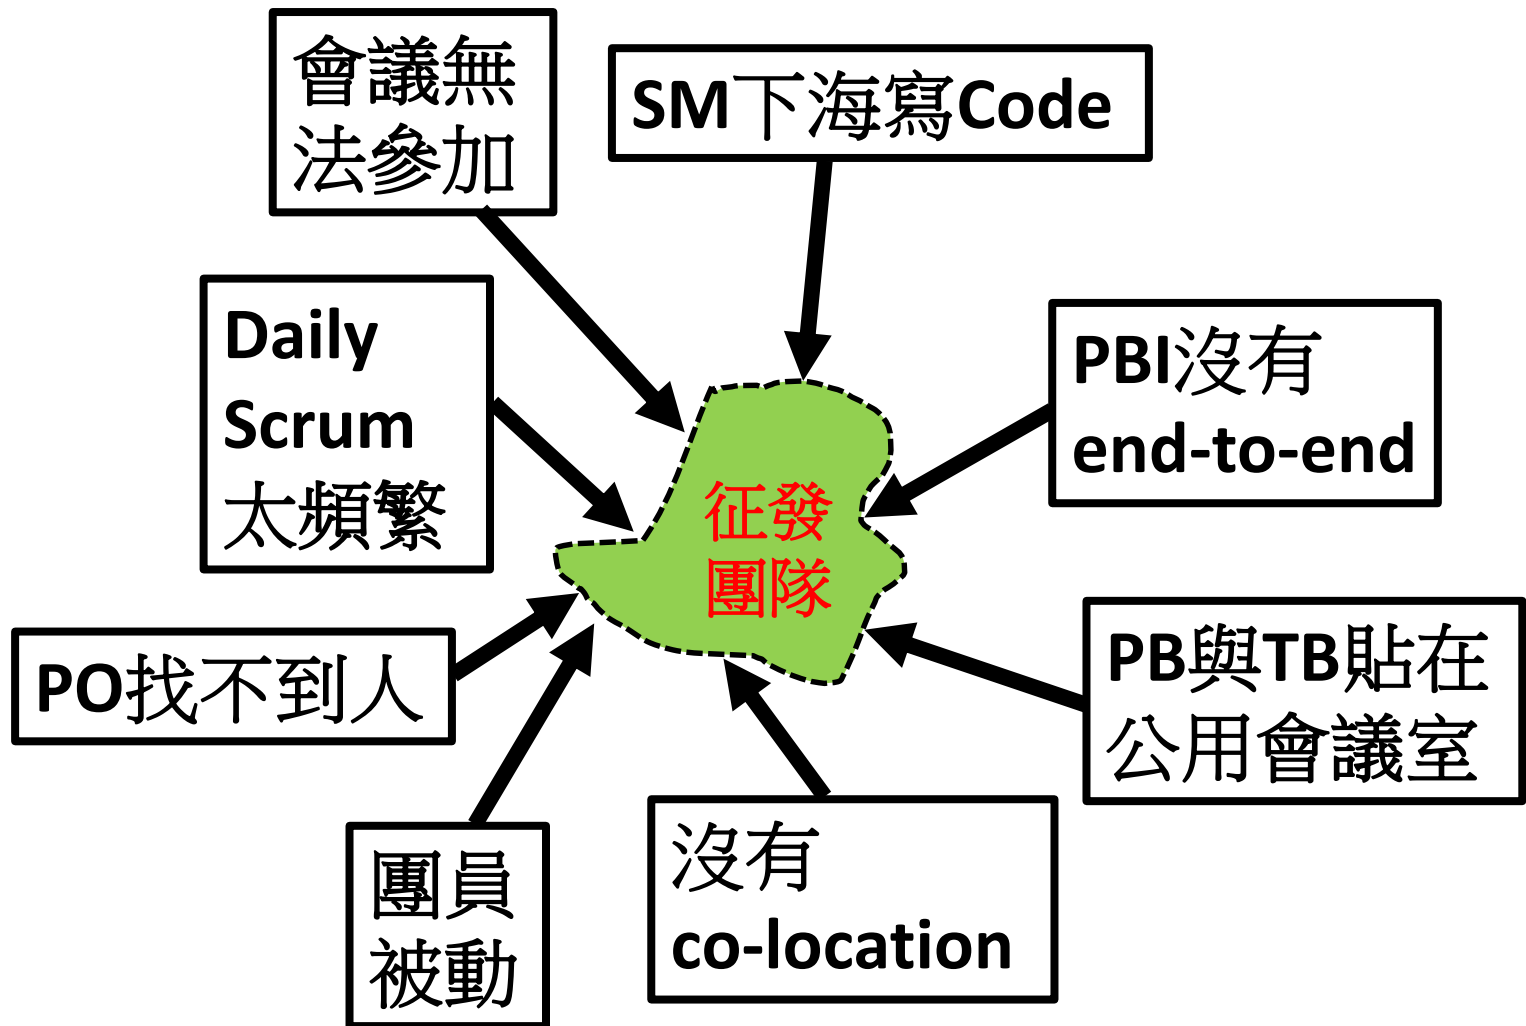 會議無
法參加
SM下海寫Code
Daily
Scrum
太頻繁
PBI沒有
end-to-end
征發
團隊
PO找不到人
PB與TB貼在
公用會議室
團員
被動
沒有
co-location